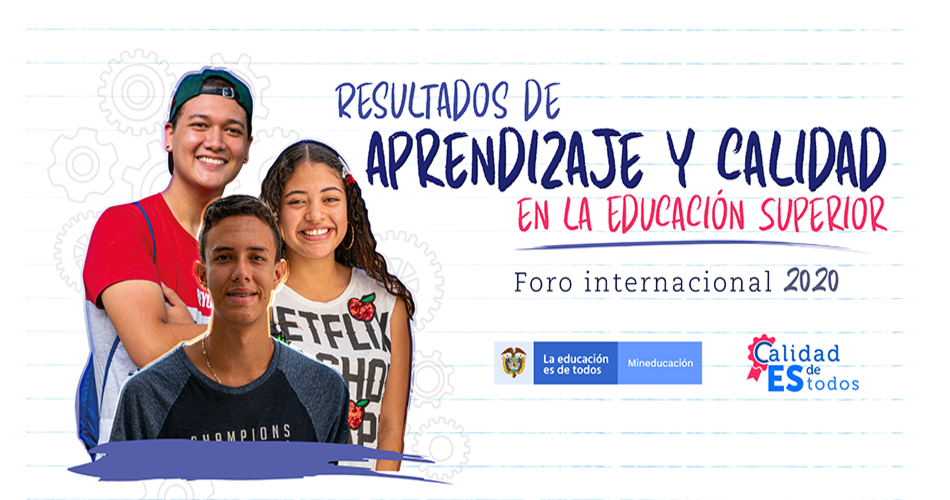 RESULTADOS DE
APRENDIZAJE Y CALIDAD
EN LA EDUCACIÓN SUPERIOR
Foro internacional 2020
La educación
es de todos
Mineducación
Calidad
de
ES todos
ETFLIX
CHAMPIONS